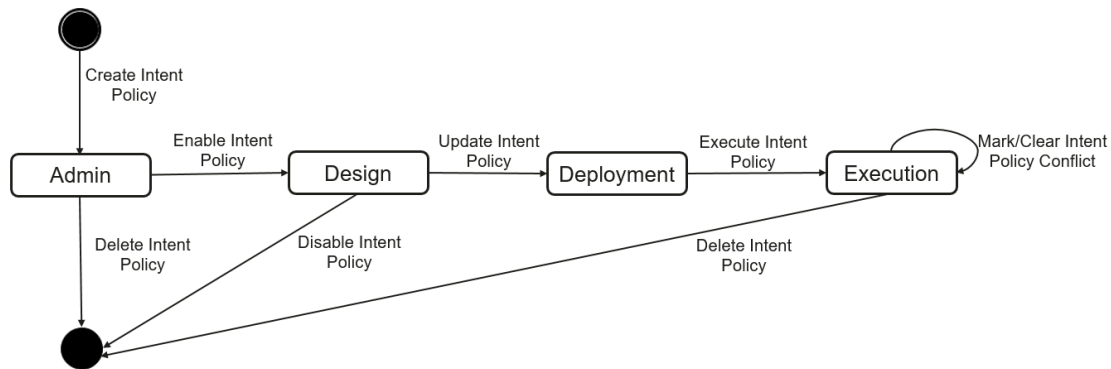 Create Intent
Policy
Enable Intent
Policy
Update Intent
Policy
Execute Intent
Policy
Mark/Clear Intent
Policy Conflict
Admin
Design
Deployment
Execution
Delete Intent
Policy
Disable Intent
Policy
Delete Intent
Policy